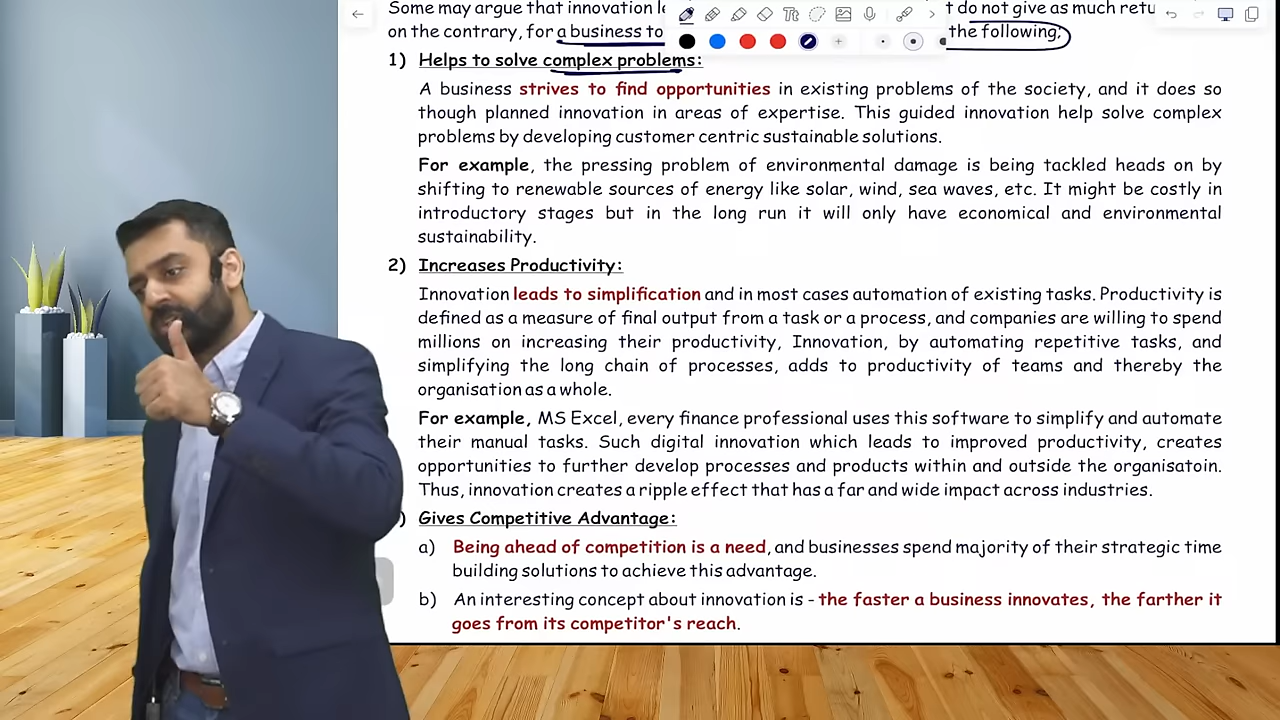 Some may argue that innovation le do not give as much retu
on the contrary, for a business to the following;
1) Helps to solve complex problems:
A business strives to find opportunities in existing problems of the society, and it does so
though planned innovation in areas of expertise. This guided innovation help solve complex
problems by developing customer centric sustainable solutions.
For example, the pressing problem of environmental damage is being tackled heads on by
shifting to renewable sources of energy like solar, wind, sea waves, etc. It might be costly in
introductory stages but in the long run it will only have economical and environmental
sustainability.
2) Increases Productivity:
Innovation leads to simplification and in most cases automation of existing tasks. Productivity is
defined as a measure of final output from a task or a process, and companies are willing to spend
millions on increasing their productivity, Innovation, by automating repetitive tasks, and
simplifying the long chain of processes, adds to productivity of teams and thereby the
organisation as a whole.
For example, MS Excel, every finance professional uses this software to simplify and automate
their manual tasks. Such digital innovation which leads to improved productivity, creates
opportunities to further develop processes and products within and outside the organisatoin.
Thus, innovation creates a ripple effect that has a far and wide impact across industries.
) Gives Competitive Advantage:
a) Being ahead of competition is a need, and businesses spend majority of their strategic time
building solutions to achieve this advantage.
b) An interesting concept about innovation is - the faster a business innovates, the farther it
goes from its competitor's reach.